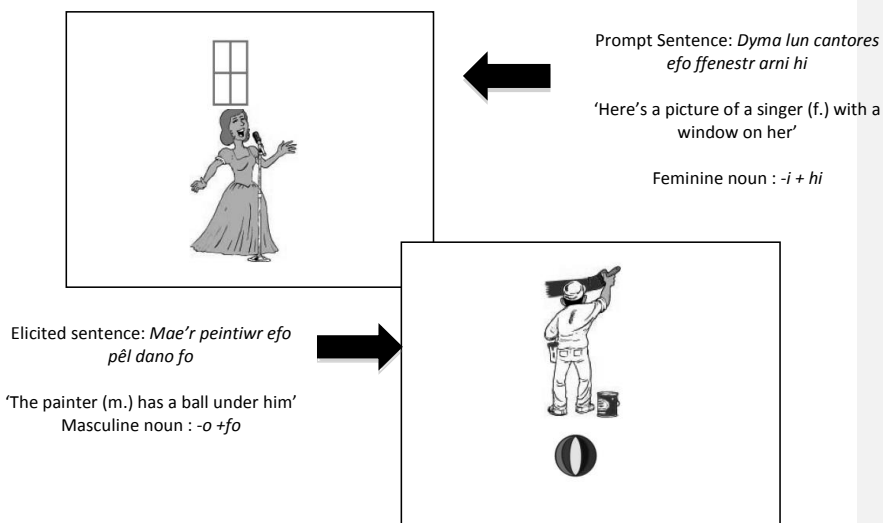 Prompt Sentence: Dyma lun cantores
efo ffenestr arni hi
‘Here’s a picture of a singer (f.) with a
window on her’
Feminine noun : -i + hi
Elicited sentence: Mae’r peintiwr efo
pêl dano fo
‘The painter (m.) has a ball under him’
Masculine noun : -o +fo